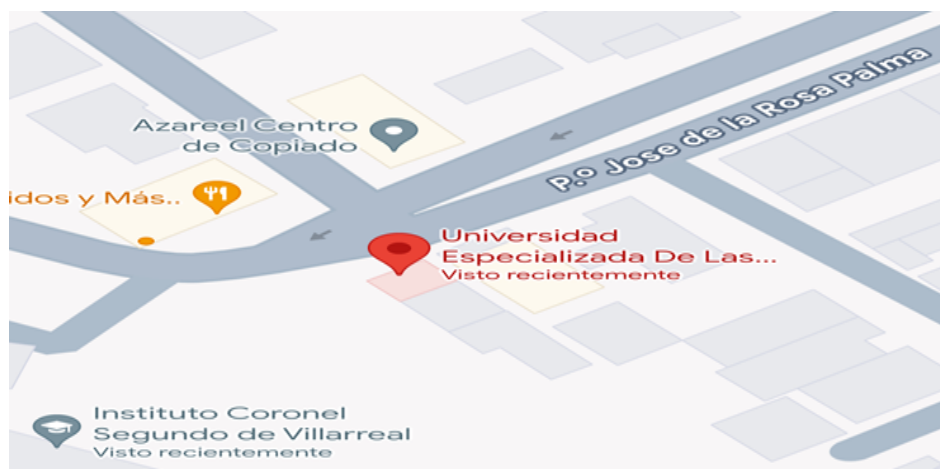 Azareel Centro
de Copiado
P.º Jose de la Rosa Palma
idos y Más..
Universidad
Especializada De Las...
Visto recientemente
Instituto Coronel
Segundo de Villarreal
Visto recientemente